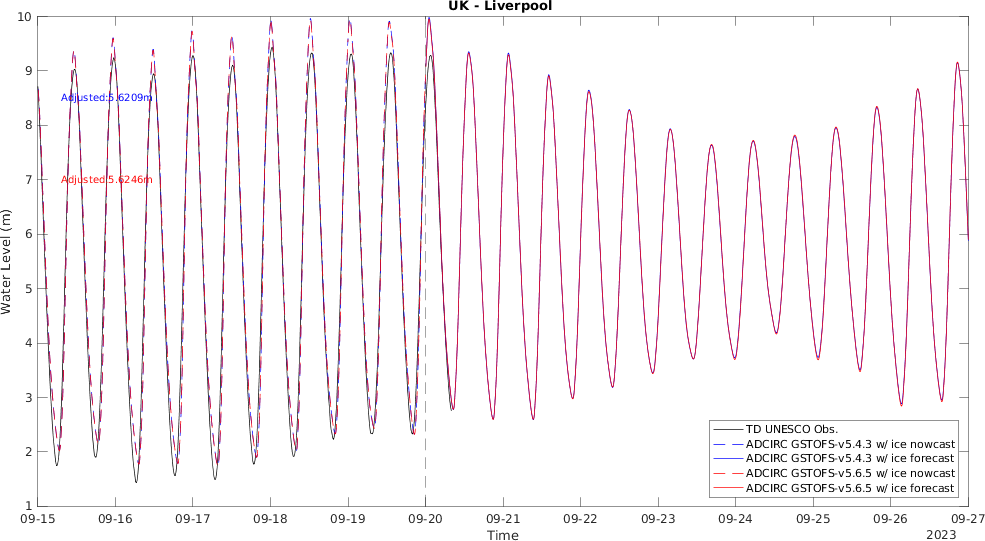 UK - Liverpool
10
9
8
7
6
5
4
3
2
1
Water Level (m)
Adjusted:5.6209m
Adjusted:5.6246m
TD UNESCO Obs.
ADCIRC GSTOFS-v5.4.3 w/ ice nowcast
ADCIRC GSTOFS-v5.4.3 w/ ice forecast
ADCIRC GSTOFS-v5.6.5 w/ ice nowcast
ADCIRC GSTOFS-v5.6.5 w/ ice forecast
09-15 09-16 09-17 09-18 09-19 09-20 09-21 09-22 09-23 09-24 09-25 09-26 09-27
Time
2023